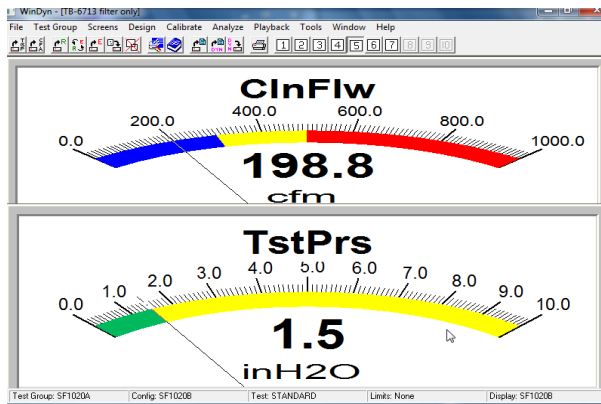 WinDyn - [TB-6713 filter only]
File Test Group Screens Design Calibrate Analyze Playback Tools Window Help
1 2 3 4 5 6 7 8 9 10
ClnFlw
0.0 200.0 400.0 600.0 800.0 1000.0
198.8
cfm
TstPrs
0.0 1.0 2.0 3.0 4.0 5.0 6.0 7.0 8.0 9.0 10.0
1.5
inH2O
Test Group: SF1020A Config: SF1020B Test: STANDARD Limits: None Display: SF1020B